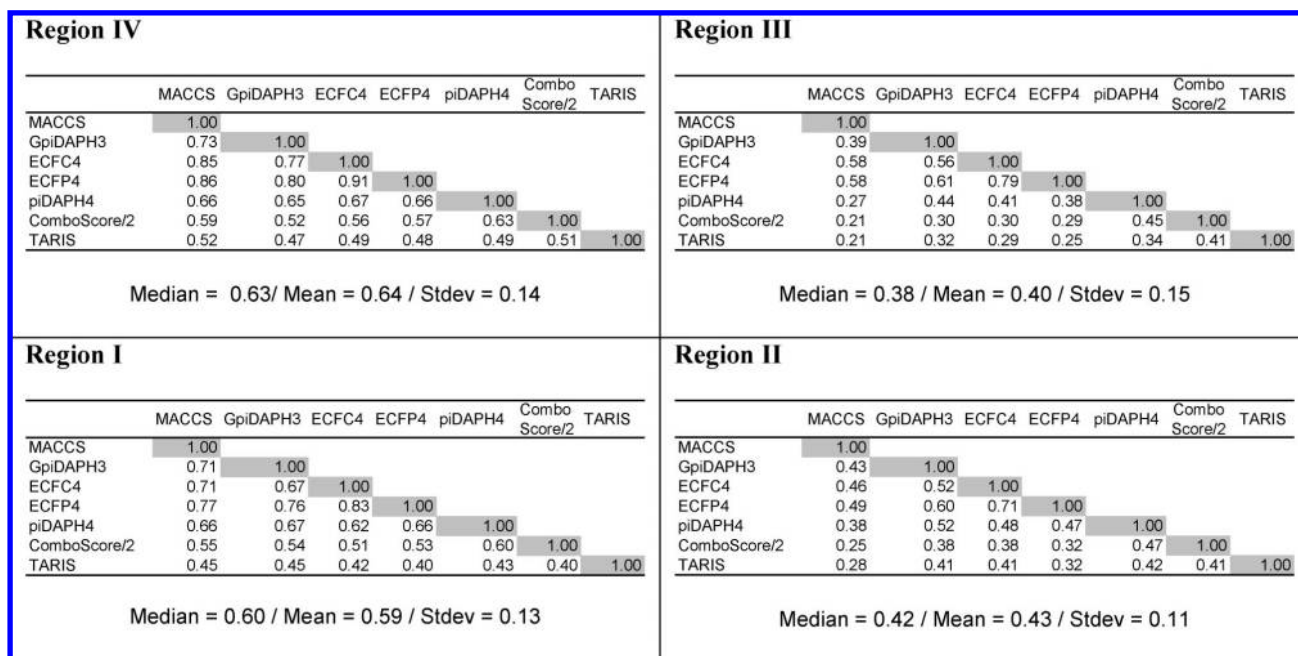 Region IV
MACCS GpiDAPH3 ECFC4 ECFP4 piDAPH4 Combo Score/2 TARIS
MACCS 1.00
GpiDAPH3 0.73 1.00
ECFC4 0.85 0.77 1.00
ECFP4 0.86 0.80 0.91 1.00
piDAPH4 0.66 0.65 0.67 0.66 1.00
ComboScore/2 0.59 0.52 0.56 0.57 0.63 1.00
TARIS 0.52 0.47 0.49 0.48 0.49 0.51 1.00
Median = 0.63/ Mean = 0.64 / Stdev = 0.14
Region III
MACCS GpiDAPH3 ECFC4 ECFP4 piDAPH4 Combo Score/2 TARIS
MACCS 1.00
GpiDAPH3 0.39 1.00
ECFC4 0.58 0.56 1.00
ECFP4 0.58 0.61 0.79 1.00
piDAPH4 0.27 0.44 0.41 0.38 1.00
ComboScore/2 0.21 0.30 0.30 0.29 0.45 1.00
TARIS 0.21 0.32 0.29 0.25 0.34 0.41 1.00
Median = 0.38 / Mean = 0.40 / Stdev = 0.15
Region I
MACCS GpiDAPH3 ECFC4 ECFP4 piDAPH4 Combo Score/2 TARIS
MACCS 1.00
GpiDAPH3 0.71 1.00
ECFC4 0.71 0.67 1.00
ECFP4 0.77 0.76 0.83 1.00
piDAPH4 0.66 0.67 0.62 0.66 1.00
ComboScore/2 0.55 0.54 0.51 0.53 0.60 1.00
TARIS 0.45 0.45 0.42 0.40 0.43 0.40 1.00
Median = 0.60 / Mean = 0.59 / Stdev = 0.13
Region II
MACCS GpiDAPH3 ECFC4 ECFP4 piDAPH4 Combo Score/2 TARIS
MACCS 1.00
GpiDAPH3 0.43 1.00
ECFC4 0.46 0.52 1.00
ECFP4 0.49 0.60 0.71 1.00
piDAPH4 0.38 0.52 0.48 0.47 1.00
ComboScore/2 0.25 0.38 0.38 0.32 0.47 1.00
TARIS 0.28 0.41 0.41 0.32 0.42 0.41 1.00
Median = 0.42 / Mean = 0.43 / Stdev = 0.11